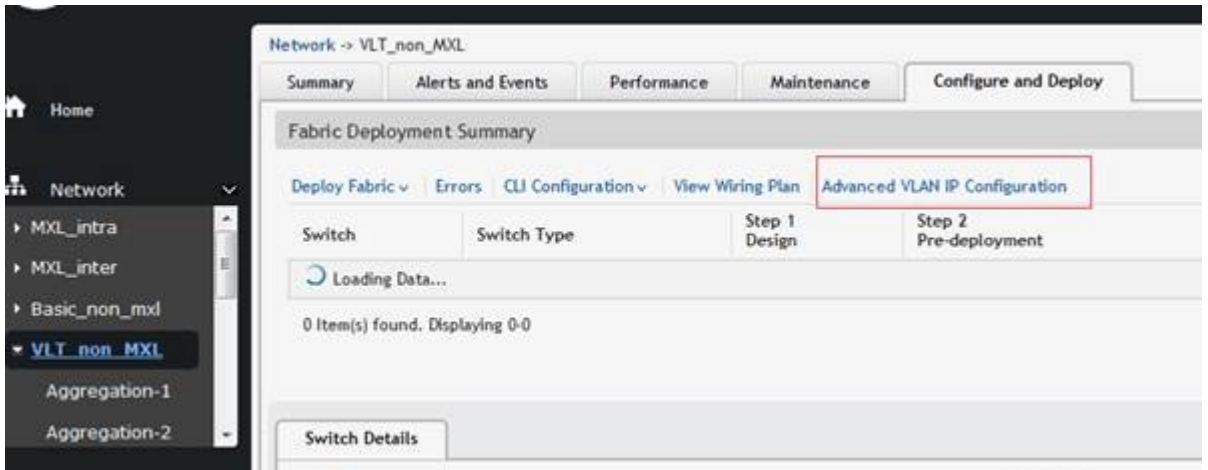 Network -> VLT_non_MXL
Summary Alerts and Events Performance Maintenance Configure and Deploy
Home
Fabric Deployment Summary
Network
Deploy Fabric Errors CLI Configuration View Wiring Plan Advanced VLAN IP Configuration
MXL_intra
Switch Switch Type Step 1 Design Step 2 Pre-deployment
MXL_inter
Loading Data...
Basic_non_mxl
0 Item(s) found. Displaying 0-0
VLT_non_MXL
Aggregation-1
Aggregation-2
Switch Details